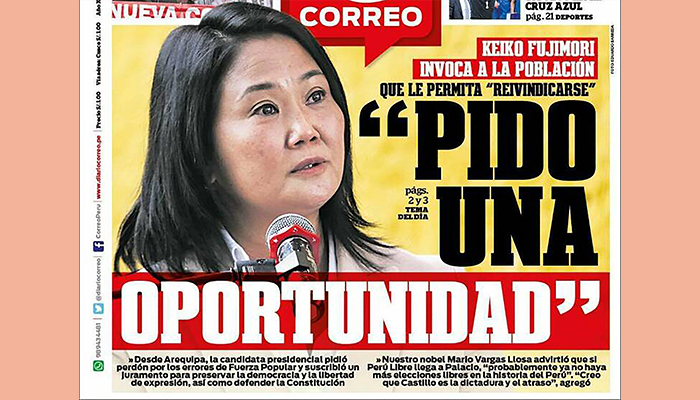 NUEVA
CORREO
CRUZ AZUL
pág. 21 DEPORTES
KEIKO FUJIMORI
INVOCA A LA POBLACIÓN
QUE LE PERMITA “REIVINDICARSE”
“PIDO
UNA
OPORTUNIDAD”
págs.
2 y 3
TEMA
DEL DÍA
» Desde Arequipa, la candidata presidencial pidió
perdón por los errores de Fuerza Popular y suscribió un
juramento para preservar la democracia y la libertad
de expresión, así como defender la Constitución
» Nuestro nobel Mario Vargas Llosa advirtió que si
Perú Libre llega a Palacio, “probablemente ya no haya
más elecciones libres en la historia del Perú”. “Creo
que Castillo es la dictadura y el atraso”, agregó
Precio S/.1.00 Vía aérea: Cinco S/.1.00
www.diariocorreo.pe
CorreoPeru
@diariocorreo
989434481